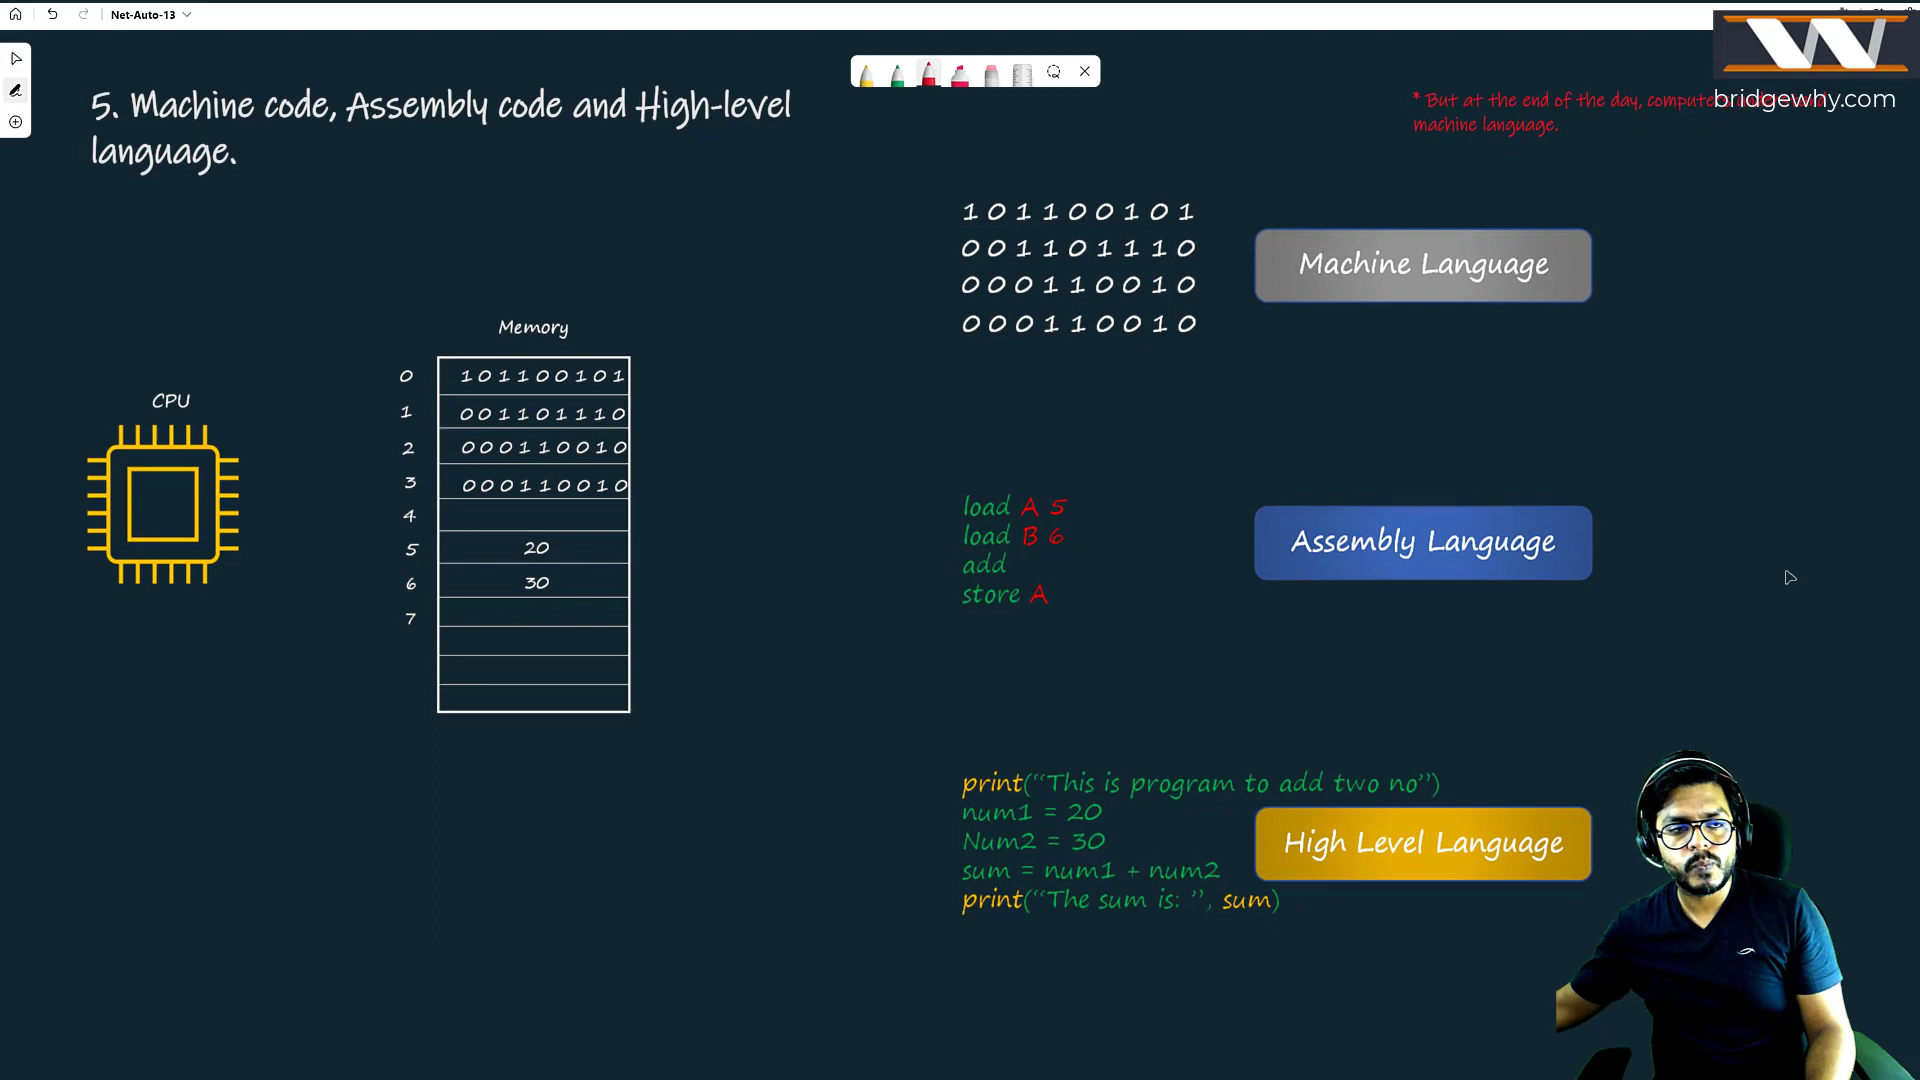 Net-Auto-13
bridgewhy.com
5. Machine code, Assembly code and High-level
language.
* But at the end of the day, computers
machine language.
1 0 1 1 0 0 1 0 1
0 0 1 1 0 1 1 1 0
0 0 0 1 1 0 0 1 0
0 0 0 1 1 0 0 1 0
Machine Language
Memory
CPU
0 1 0 1 1 0 0 1 0 1
1 0 0 1 1 0 1 1 1 0
2 0 0 0 1 1 0 0 1 0
3 0 0 0 1 1 0 0 1 0
4
5 20
6 30
7
load A 5
load B 6
add
store A
Assembly Language
print(“This is program to add two no”)
num1 = 20
Num2 = 30
sum = num1 + num2
print(“The sum is: ”, sum)
High Level Language